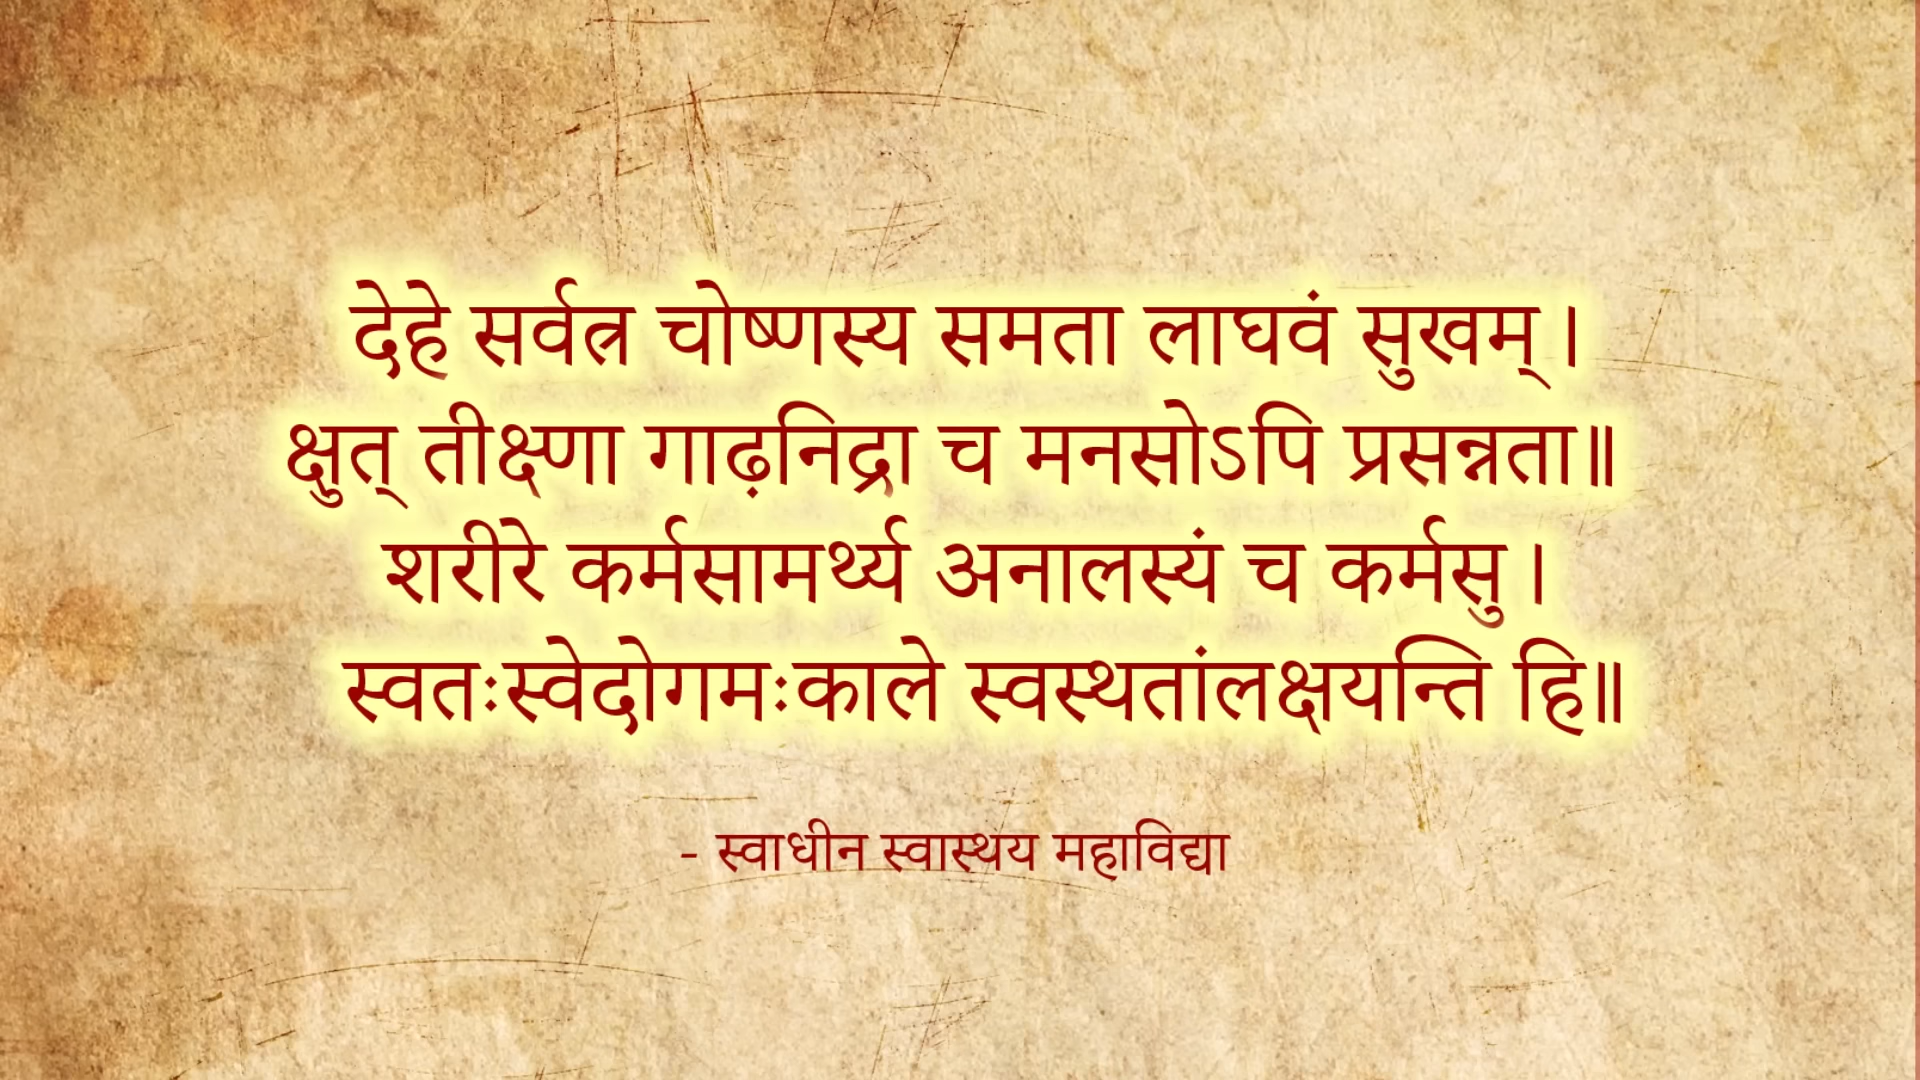 देहे सर्वत्र चोष्णस्य समता लाघवं सुखम् ।
क्षुत् तीक्ष्णा गाढ़निद्रा च मनसोऽपि प्रसन्नता॥
शरीरे कर्मसामर्थ्य अनालस्यं च कर्मसु ।
स्वतःस्वेदोगमःकाले स्वस्थतांलक्षयन्ति हि॥
- स्वाधीन स्वास्थय महाविद्या